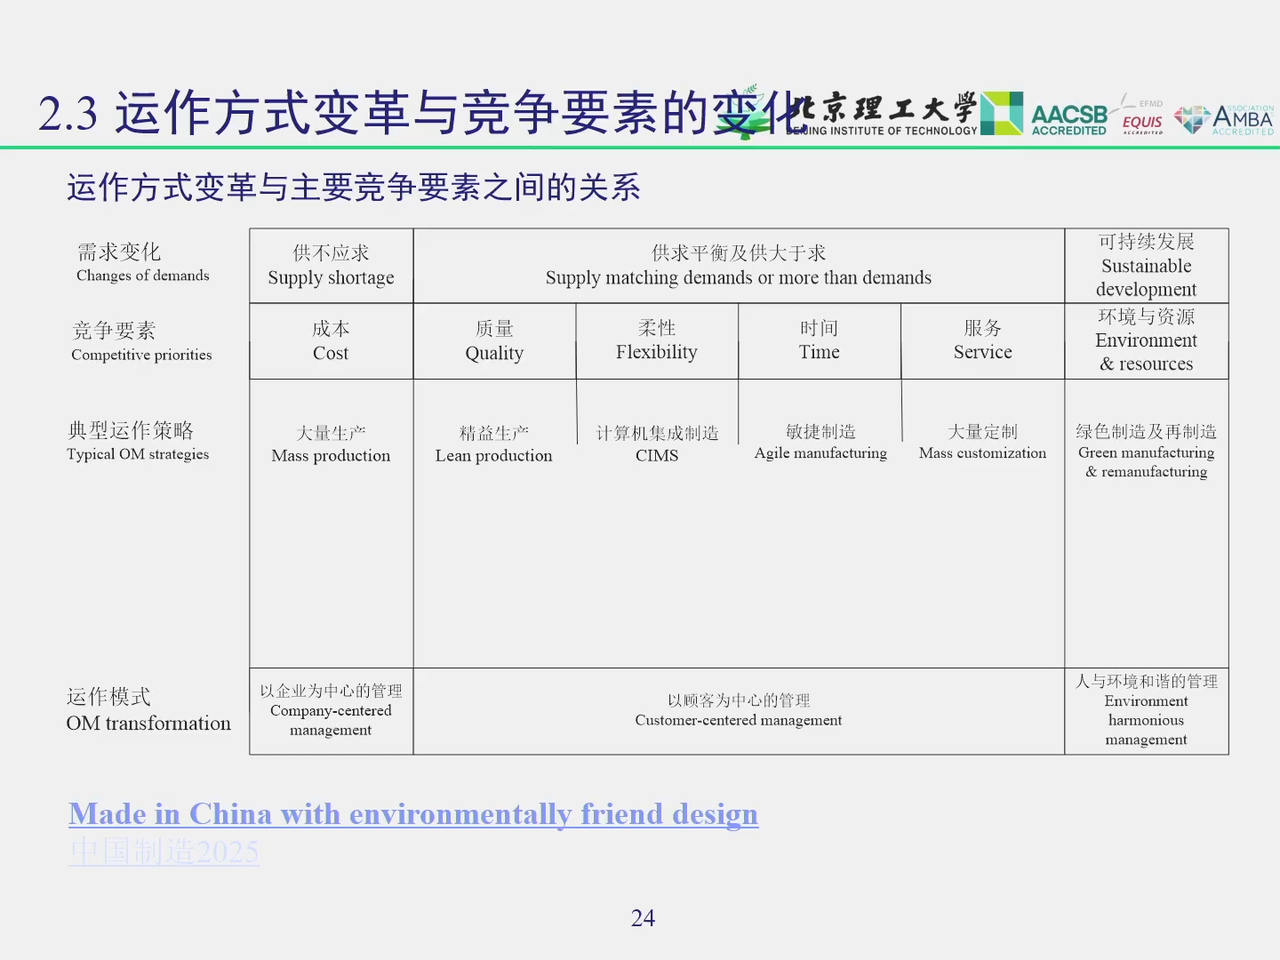 2.3 运作方式变革与竞争要素的变化
北京理工大学
BEIJING INSTITUTE OF TECHNOLOGY
AACSB
ACCREDITED
EFMD
EQUIS
ACCREDITED
ASSOCIATION
AMBA
ACCREDITED
运作方式变革与主要竞争要素之间的关系
需求变化
Changes of demands
供不应求
Supply shortage
供求平衡及供大于求
Supply matching demands or more than demands
可持续发展
Sustainable
development
竞争要素
Competitive priorities
成本
Cost
质量
Quality
柔性
Flexibility
时间
Time
服务
Service
环境与资源
Environment
& resources
典型运作策略
Typical OM strategies
大量生产
Mass production
精益生产
Lean production
计算机集成制造
CIMS
敏捷制造
Agile manufacturing
大量定制
Mass customization
绿色制造及再制造
Green manufacturing
& remanufacturing
运作模式
OM transformation
以企业为中心的管理
Company-centered
management
以顾客为中心的管理
Customer-centered management
人与环境和谐的管理
Environment
harmonious
management
Made in China with environmentally friend design
中国制造2025
24